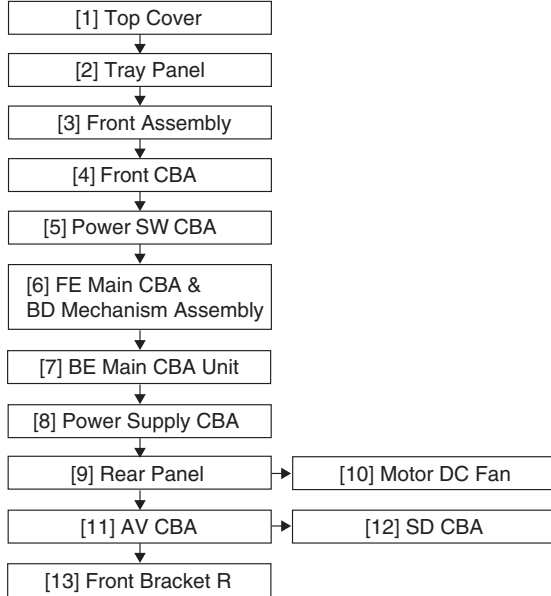 [1] Top Cover
[2] Tray Panel
[3] Front Assembly
[4] Front CBA
[5] Power SW CBA
[6] FE Main CBA &
BD Mechanism Assembly
[7] BE Main CBA Unit
[8] Power Supply CBA
[9] Rear Panel
[10] Motor DC Fan
[11] AV CBA
[12] SD CBA
[13] Front Bracket R